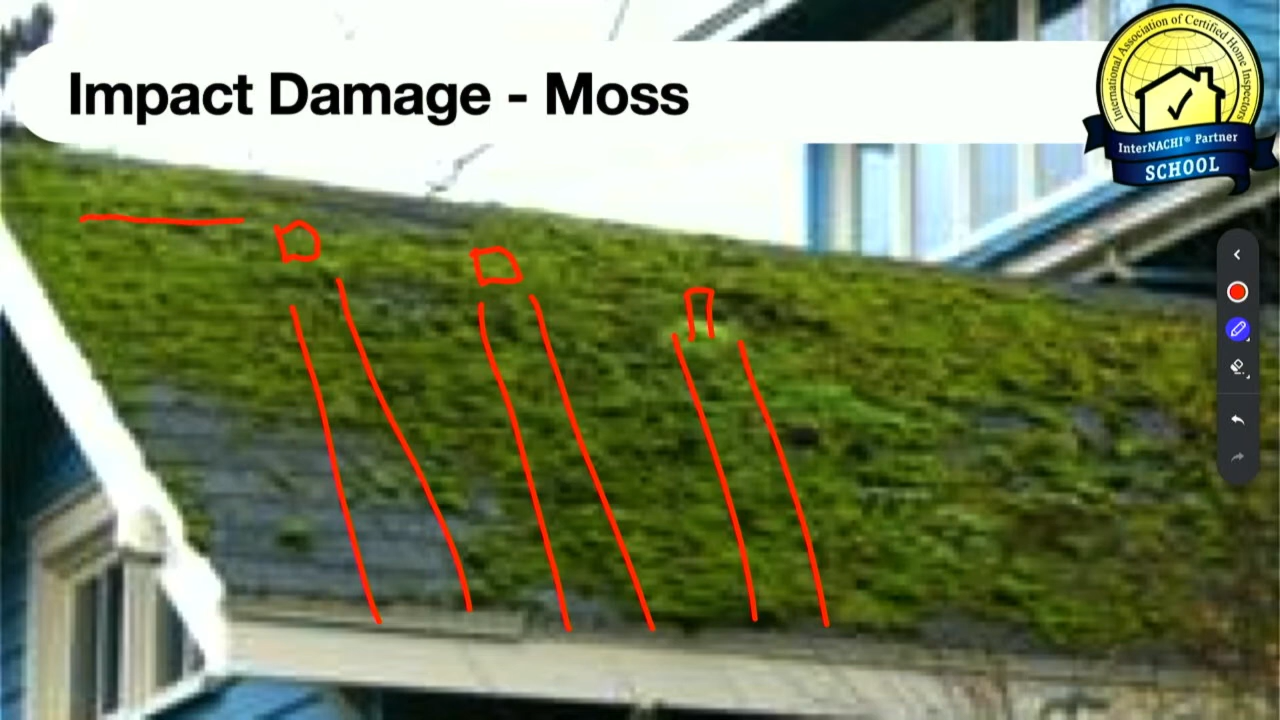 Impact Damage - Moss
International Association of Certified Home Inspectors
InterNACHI® Partner
SCHOOL